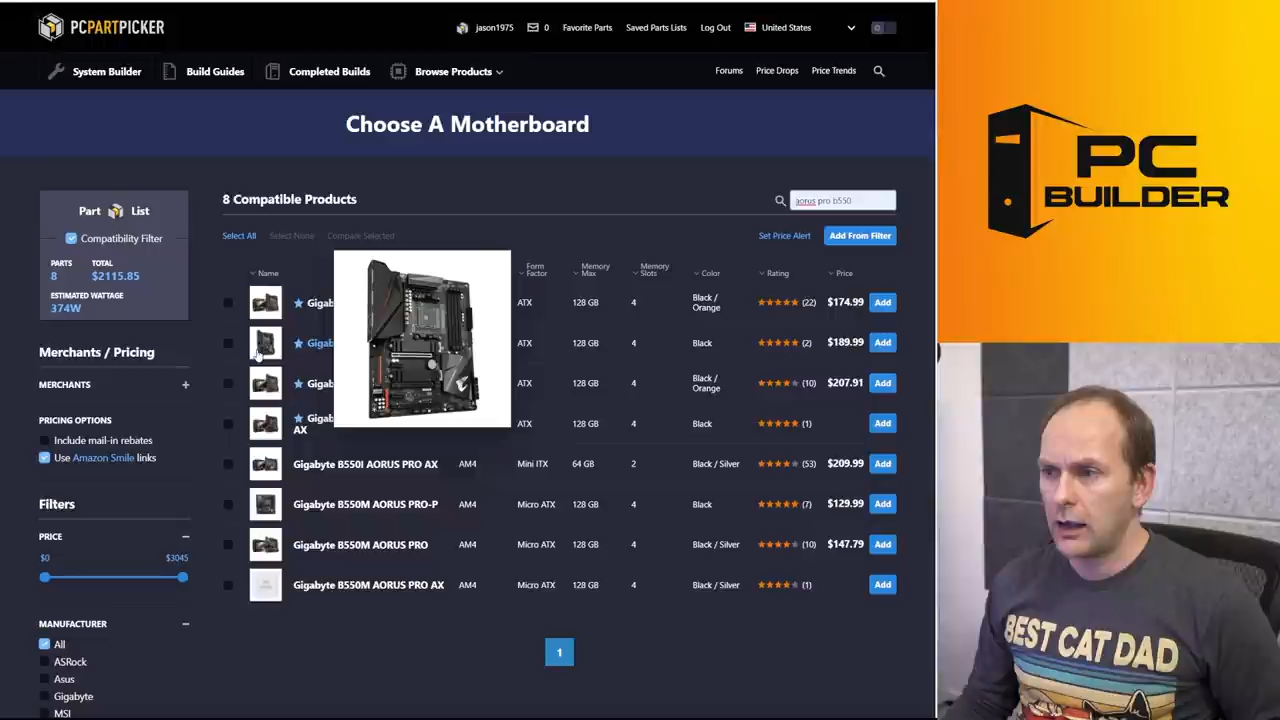 PCPARTPICKER
jason1975
0
Favorite Parts
Saved Parts Lists
Log Out
United States
System Builder
Build Guides
Completed Builds
Browse Products
Forums
Price Drops
Price Trends
Choose A Motherboard
Part List
Compatibility Filter
PARTS TOTAL
8 $2115.85
ESTIMATED WATTAGE
374W
Merchants / Pricing
MERCHANTS +
PRICING OPTIONS
Include mail-in rebates
Use Amazon Smile links
Filters
PRICE −
$0 $3045
MANUFACTURER −
All
ASRock
Asus
Gigabyte
MSI
8 Compatible Products
aorus pro b550
Select All Select None Compare Selected
Set Price Alert Add From Filter
Name Form Factor Memory Max Memory Slots Color Rating Price
Gigab ATX 128 GB 4 Black / Orange (22) $174.99 Add
Gigab ATX 128 GB 4 Black (2) $189.99 Add
Gigab ATX 128 GB 4 Black / Orange (10) $207.91 Add
Gigab AX ATX 128 GB 4 Black (1) Add
Gigabyte B550I AORUS PRO AX AM4 Mini ITX 64 GB 2 Black / Silver (53) $209.99 Add
Gigabyte B550M AORUS PRO-P AM4 Micro ATX 128 GB 4 Black (7) $129.99 Add
Gigabyte B550M AORUS PRO AM4 Micro ATX 128 GB 4 Black / Silver (10) $147.79 Add
Gigabyte B550M AORUS PRO AX AM4 Micro ATX 128 GB 4 Black / Silver (1) Add
1
PC
BUILDER
BEST CAT DAD